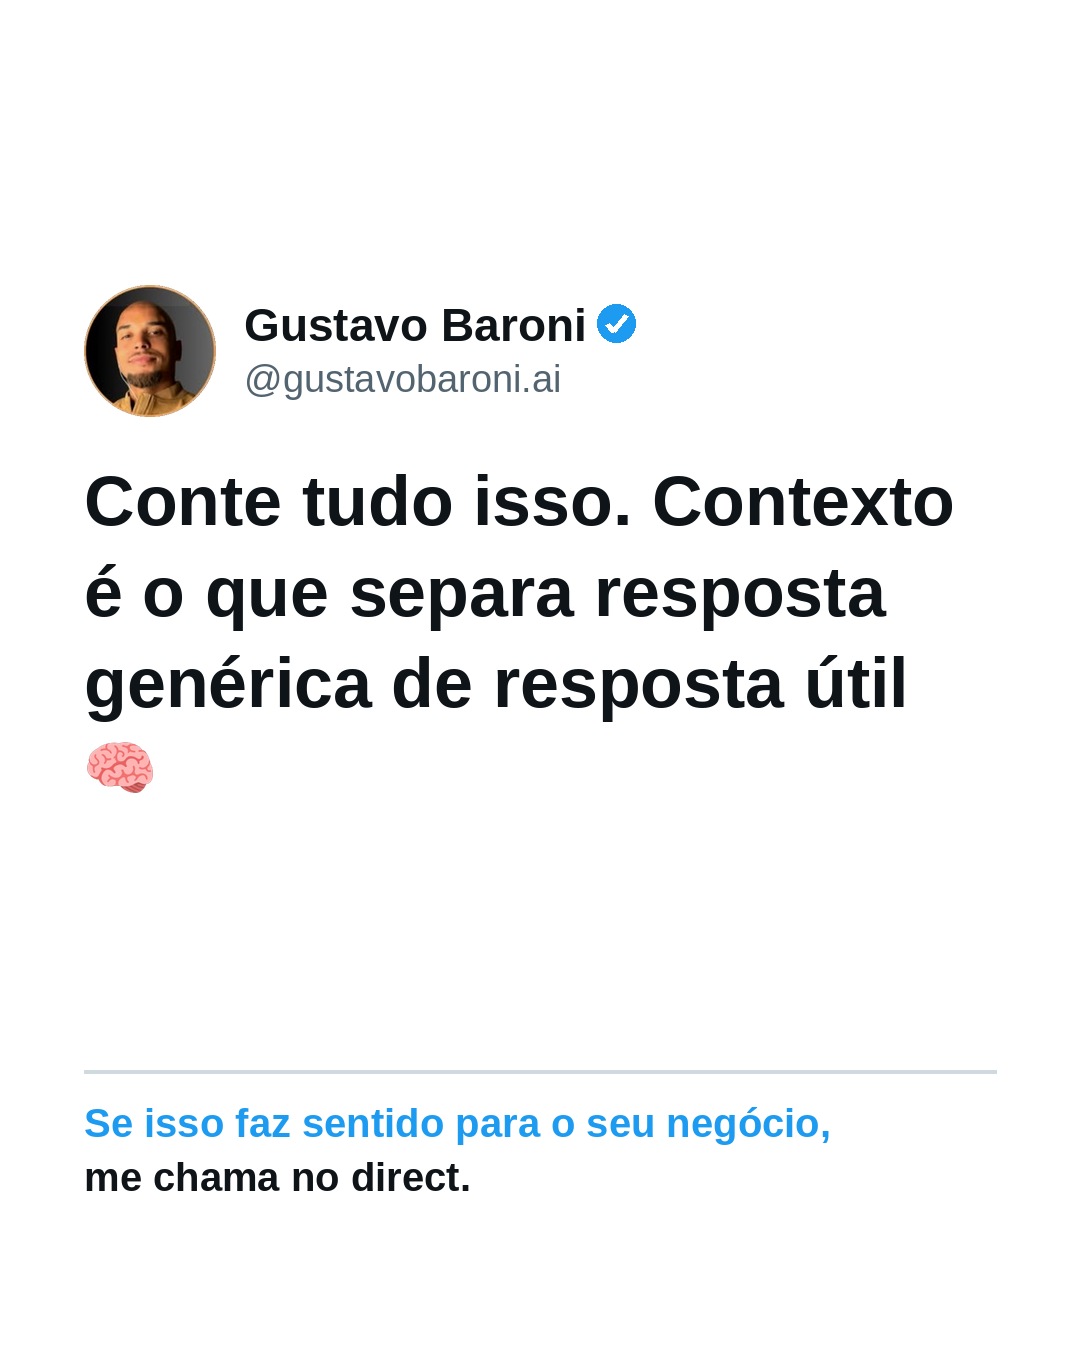 Gustavo Baroni
@gustavobaroni.ai
Conte tudo isso. Contexto
é o que separa resposta
genérica de resposta útil
🧠
Se isso faz sentido para o seu negócio,
me chama no direct.